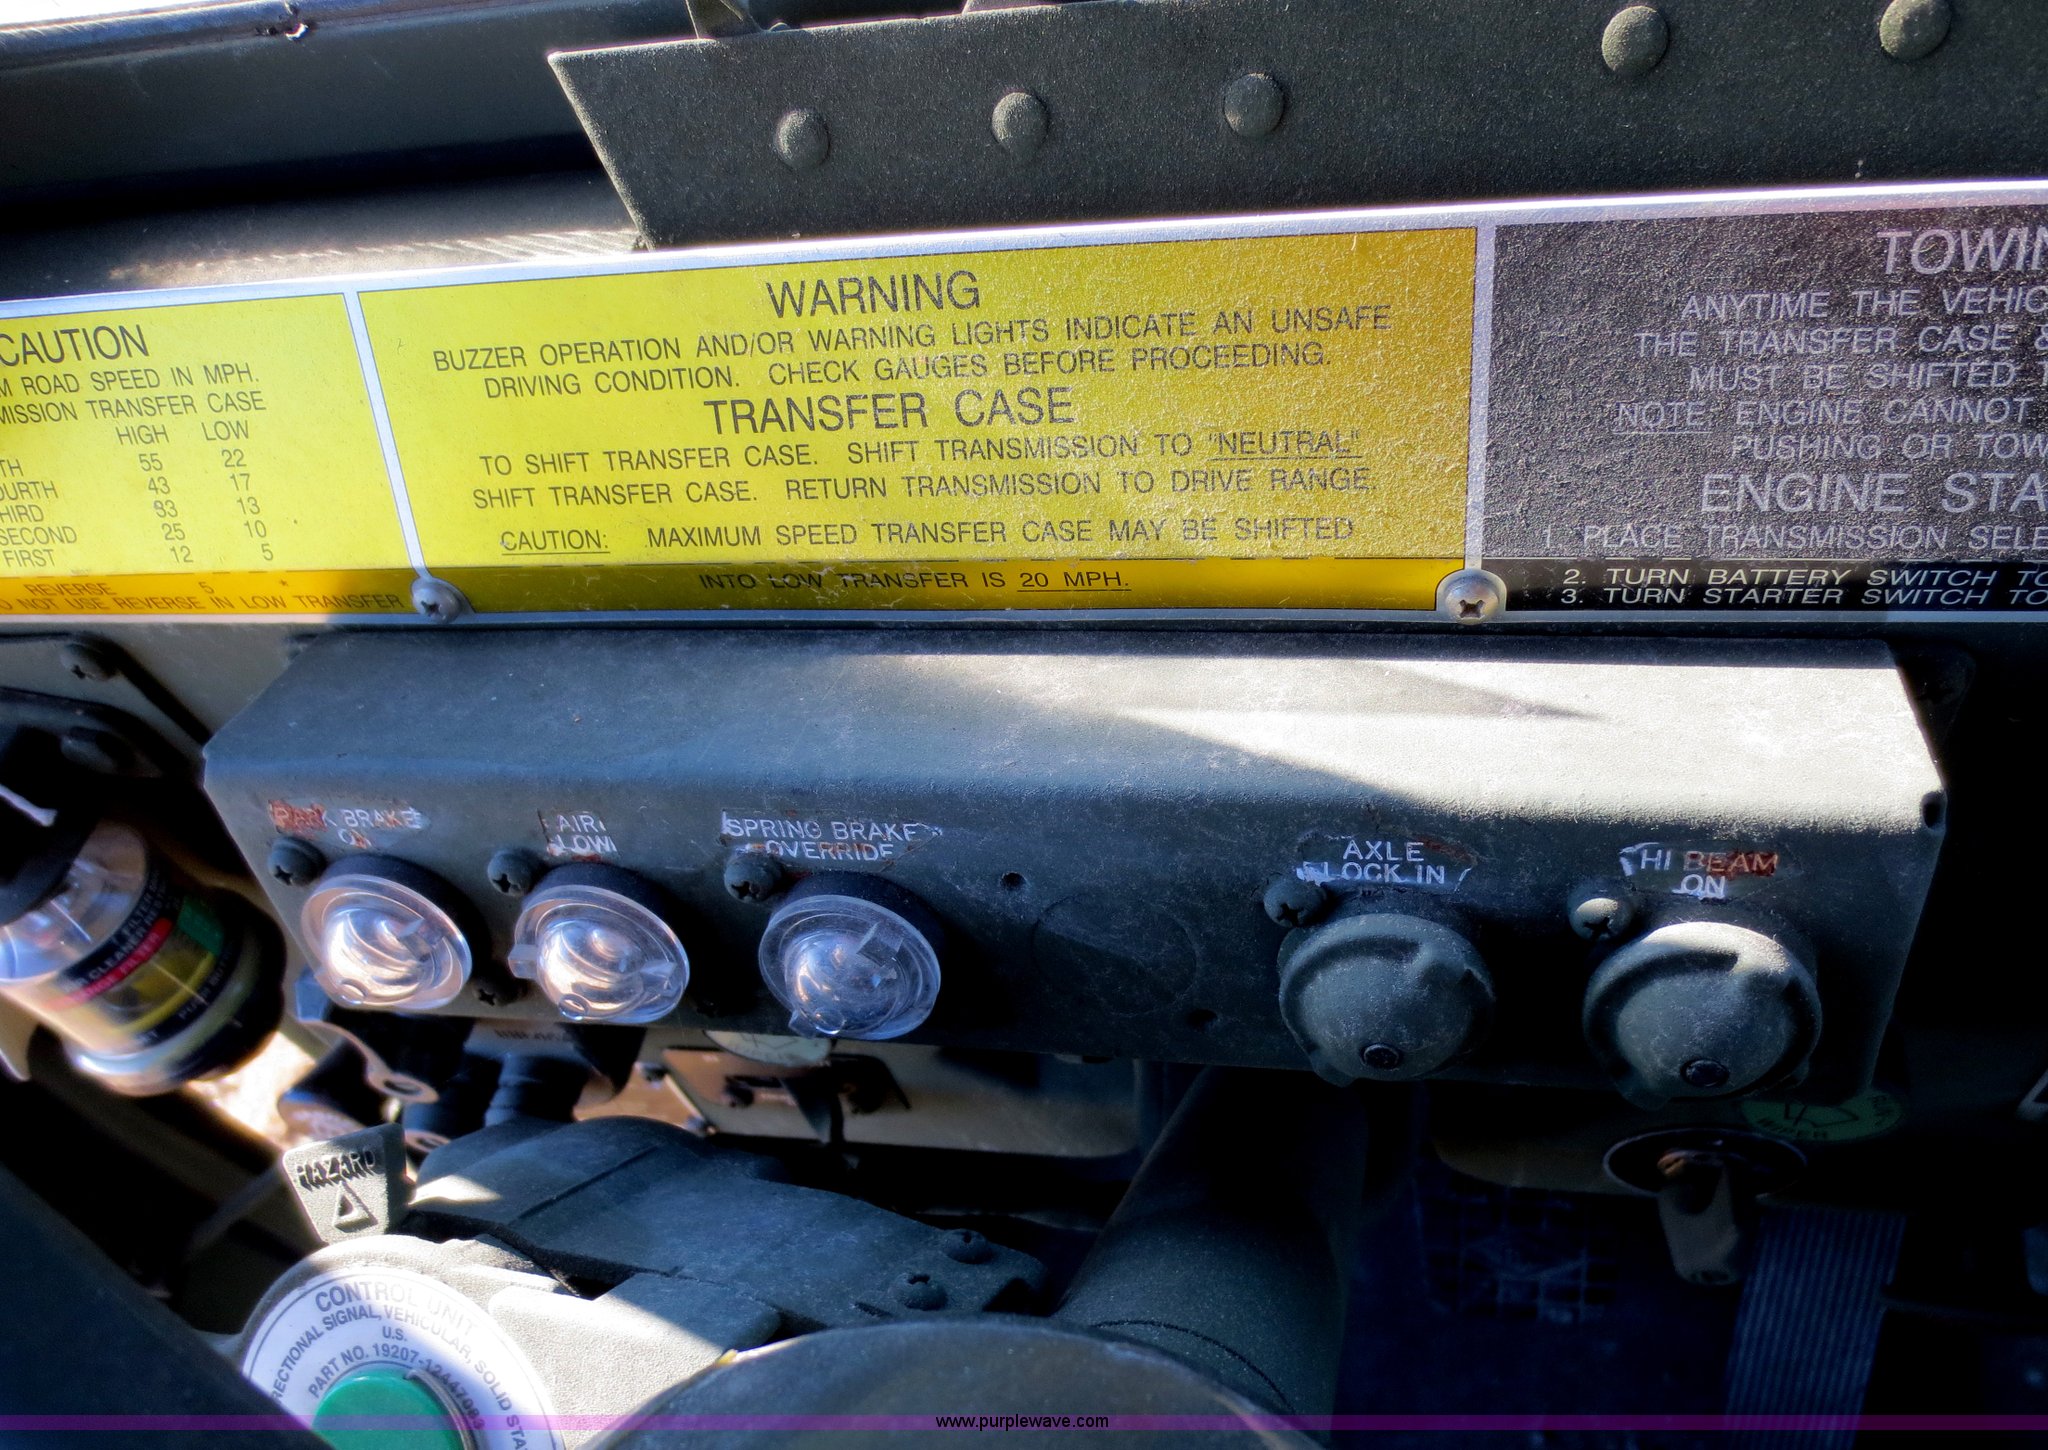 CAUTION
M ROAD SPEED IN MPH.
MISSION TRANSFER CASE
HIGH LOW
TH 55 22
OURTH 43 17
HIRD 33 13
SECOND 25 10
FIRST 12 5
REVERSE 5 *
O NOT USE REVERSE IN LOW TRANSFER
WARNING
BUZZER OPERATION AND/OR WARNING LIGHTS INDICATE AN UNSAFE
DRIVING CONDITION. CHECK GAUGES BEFORE PROCEEDING.
TRANSFER CASE
TO SHIFT TRANSFER CASE. SHIFT TRANSMISSION TO "NEUTRAL"
SHIFT TRANSFER CASE. RETURN TRANSMISSION TO DRIVE RANGE.
CAUTION: MAXIMUM SPEED TRANSFER CASE MAY BE SHIFTED
INTO LOW TRANSFER IS 20 MPH.
TOWIN
ANYTIME THE VEHIC
THE TRANSFER CASE &
MUST BE SHIFTED T
NOTE ENGINE CANNOT
PUSHING OR TOW
ENGINE STA
1. PLACE TRANSMISSION SELE
2. TURN BATTERY SWITCH TO
3. TURN STARTER SWITCH TO
PARK BRAKE
ON
AIR
LOW
SPRING BRAKE
OVERRIDE
AXLE
LOCK IN
HI BEAM
ON
CLEAN FILTER
HAZARD
CONTROL UNIT
RECTIONAL SIGNAL, VEHICULAR, SOLID STA
U.S.
PART NO. 19207-12447083
www.purplewave.com